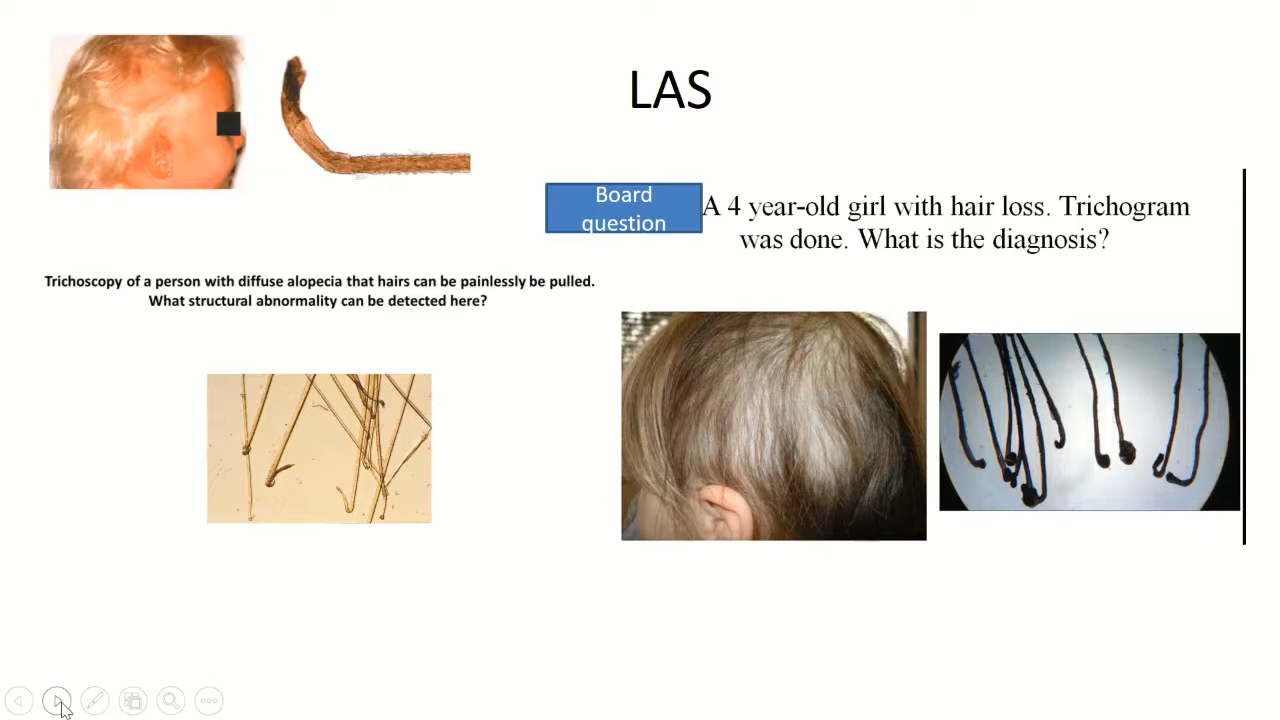 LAS
Board
question
A 4 year-old girl with hair loss. Trichogram
was done. What is the diagnosis?
Trichoscopy of a person with diffuse alopecia that hairs can be painlessly be pulled.
What structural abnormality can be detected here?